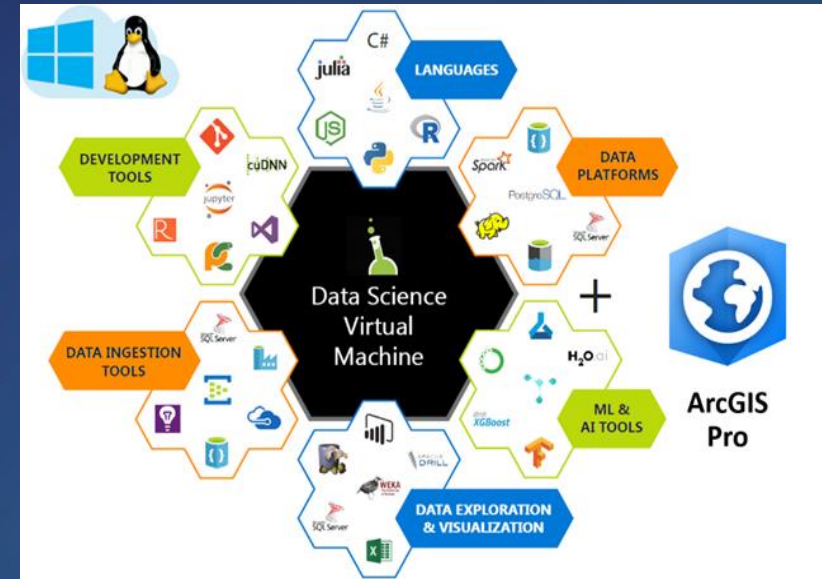 C#
julia
LANGUAGES
JS
R
DEVELOPMENT
TOOLS
cuDNN
jupyter
R
Spark
DATA
PLATFORMS
PostgreSQL
SQL Server
Data Science
Virtual
Machine
+
DATA INGESTION
TOOLS
SQL Server
H2O.ai
XGBoost
ML &
AI TOOLS
ArcGIS
Pro
DRILL
WEKA
SQL Server
DATA EXPLORATION
& VISUALIZATION